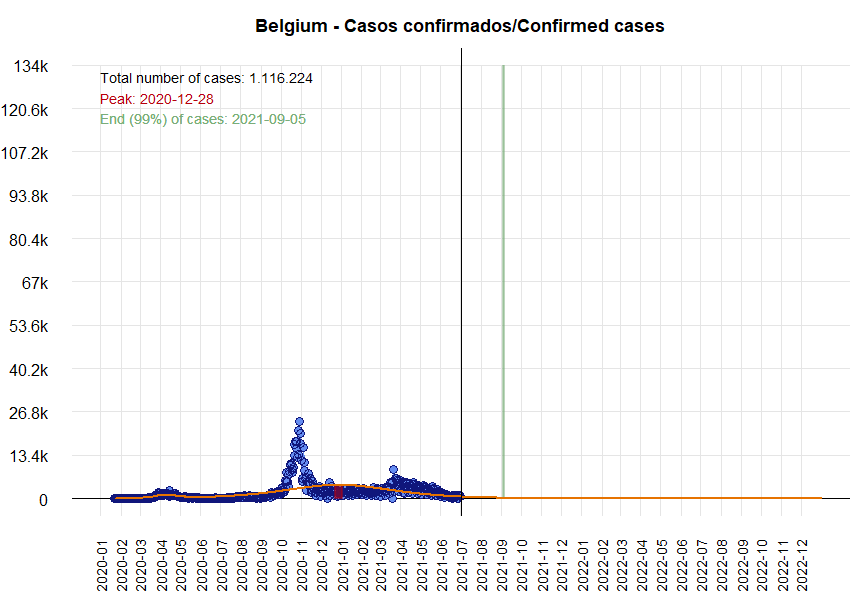 Belgium - Casos confirmados/Confirmed cases
134k
120.6k
107.2k
93.8k
80.4k
67k
53.6k
40.2k
26.8k
13.4k
0
Total number of cases: 1.116.224
Peak: 2020-12-28
End (99%) of cases: 2021-09-05
2020-01
2020-02
2020-03
2020-04
2020-05
2020-06
2020-07
2020-08
2020-09
2020-10
2020-11
2020-12
2021-01
2021-02
2021-03
2021-04
2021-05
2021-06
2021-07
2021-08
2021-09
2021-10
2021-11
2021-12
2022-01
2022-02
2022-03
2022-04
2022-05
2022-06
2022-07
2022-08
2022-09
2022-10
2022-11
2022-12